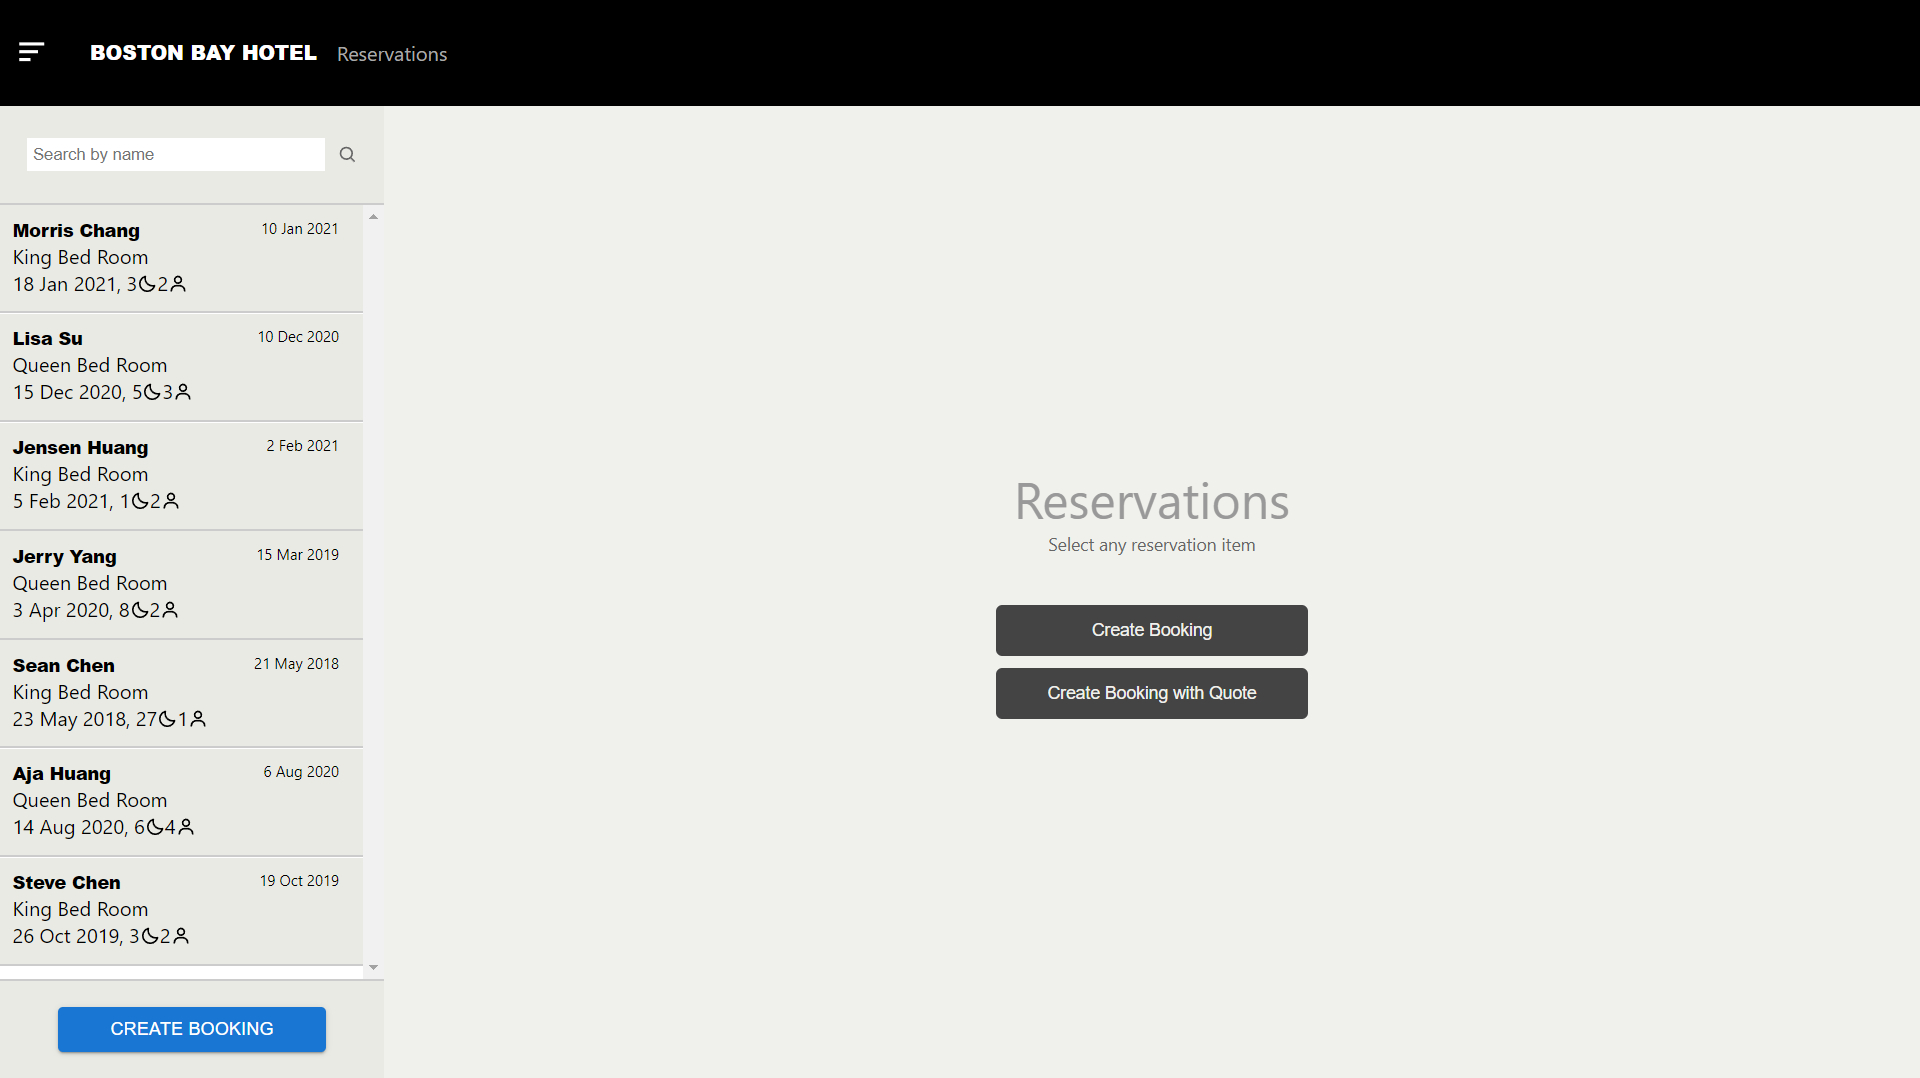 BOSTON BAY HOTEL Reservations
Search by name
Morris Chang 10 Jan 2021
King Bed Room
18 Jan 2021, 3 2
Lisa Su 10 Dec 2020
Queen Bed Room
15 Dec 2020, 5 3
Jensen Huang 2 Feb 2021
King Bed Room
5 Feb 2021, 1 2
Jerry Yang 15 Mar 2019
Queen Bed Room
3 Apr 2020, 8 2
Sean Chen 21 May 2018
King Bed Room
23 May 2018, 27 1
Aja Huang 6 Aug 2020
Queen Bed Room
14 Aug 2020, 6 4
Steve Chen 19 Oct 2019
King Bed Room
26 Oct 2019, 3 2
CREATE BOOKING
Reservations
Select any reservation item
Create Booking
Create Booking with Quote